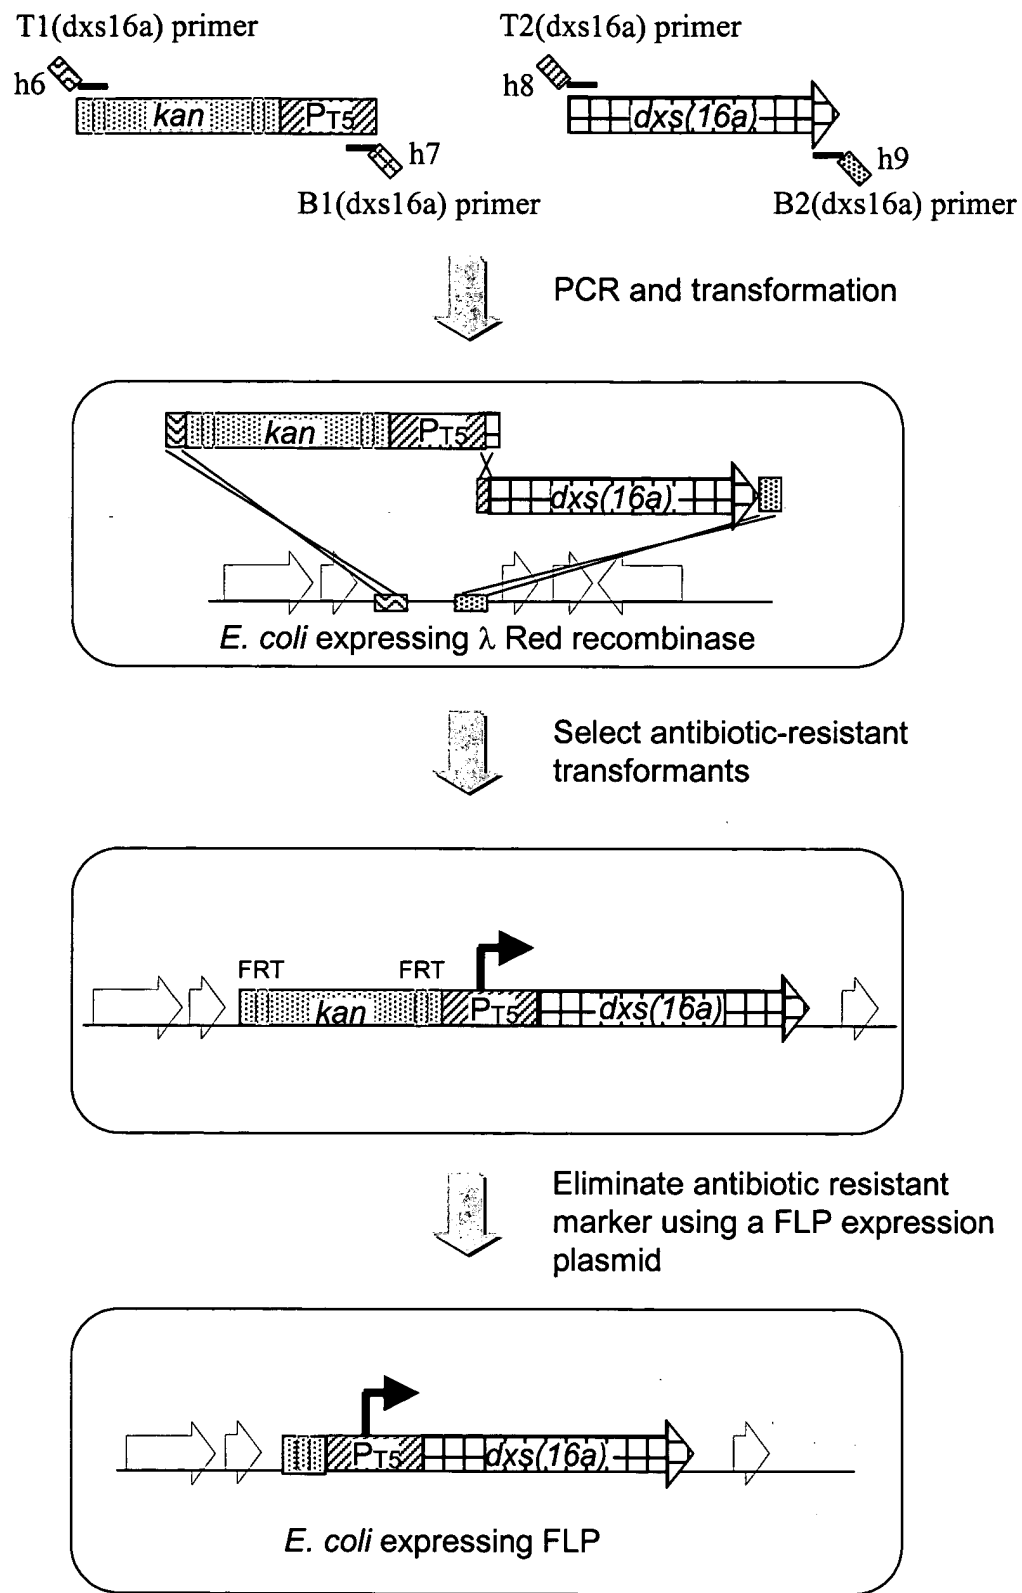 T1(dxs16a) primer
T2(dxs16a) primer
h6
kan
PT5
h7
B1(dxs16a) primer
h8
dxs(16a)
h9
B2(dxs16a) primer
PCR and transformation
kan
PT5
dxs(16a)
E. coli expressing λ Red recombinase
Select antibiotic-resistant
transformants
FRT
FRT
kan
PT5
dxs(16a)
Eliminate antibiotic resistant
marker using a FLP expression
plasmid
PT5
dxs(16a)
E. coli expressing FLP